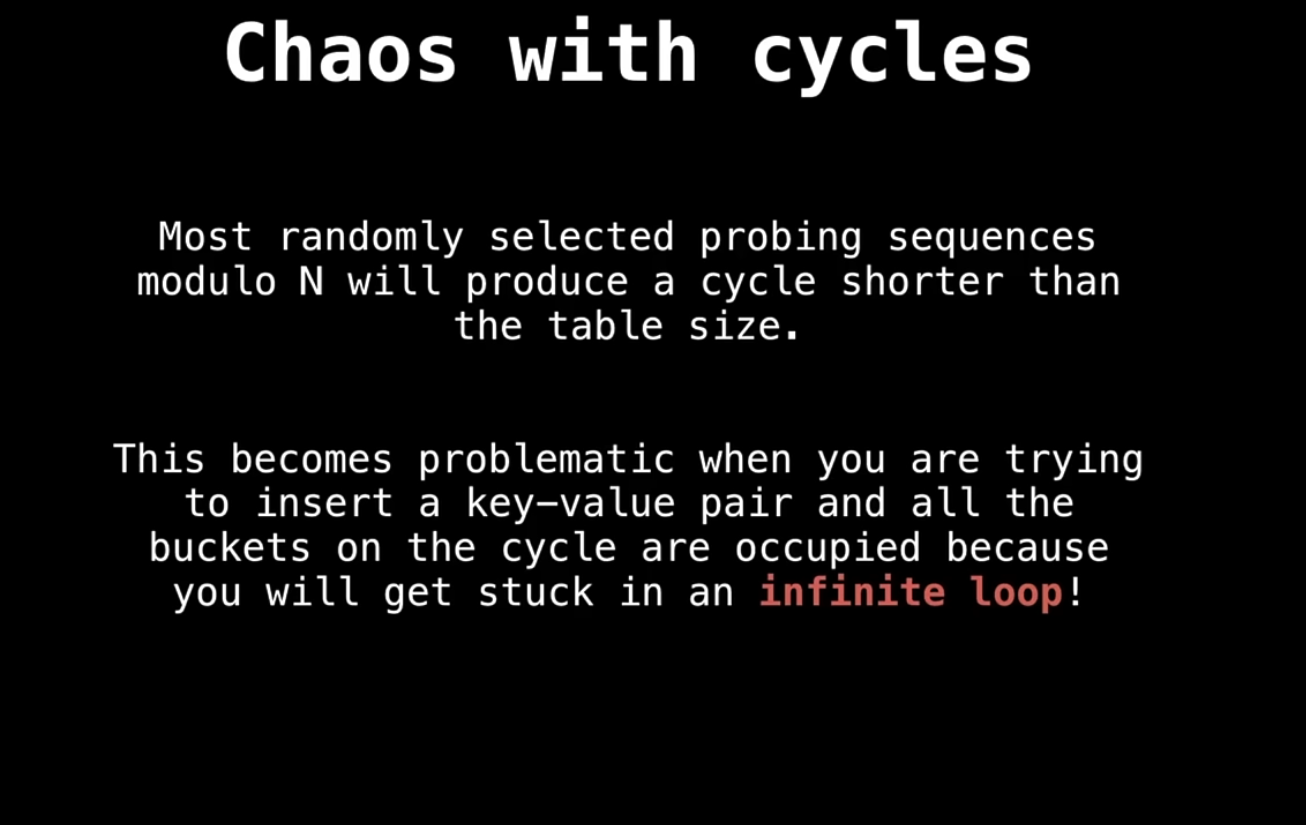 Chaos with cycles
Most randomly selected probing sequences
modulo N will produce a cycle shorter than
the table size.
This becomes problematic when you are trying
to insert a key–value pair and all the
buckets on the cycle are occupied because
you will get stuck in an infinite loop!